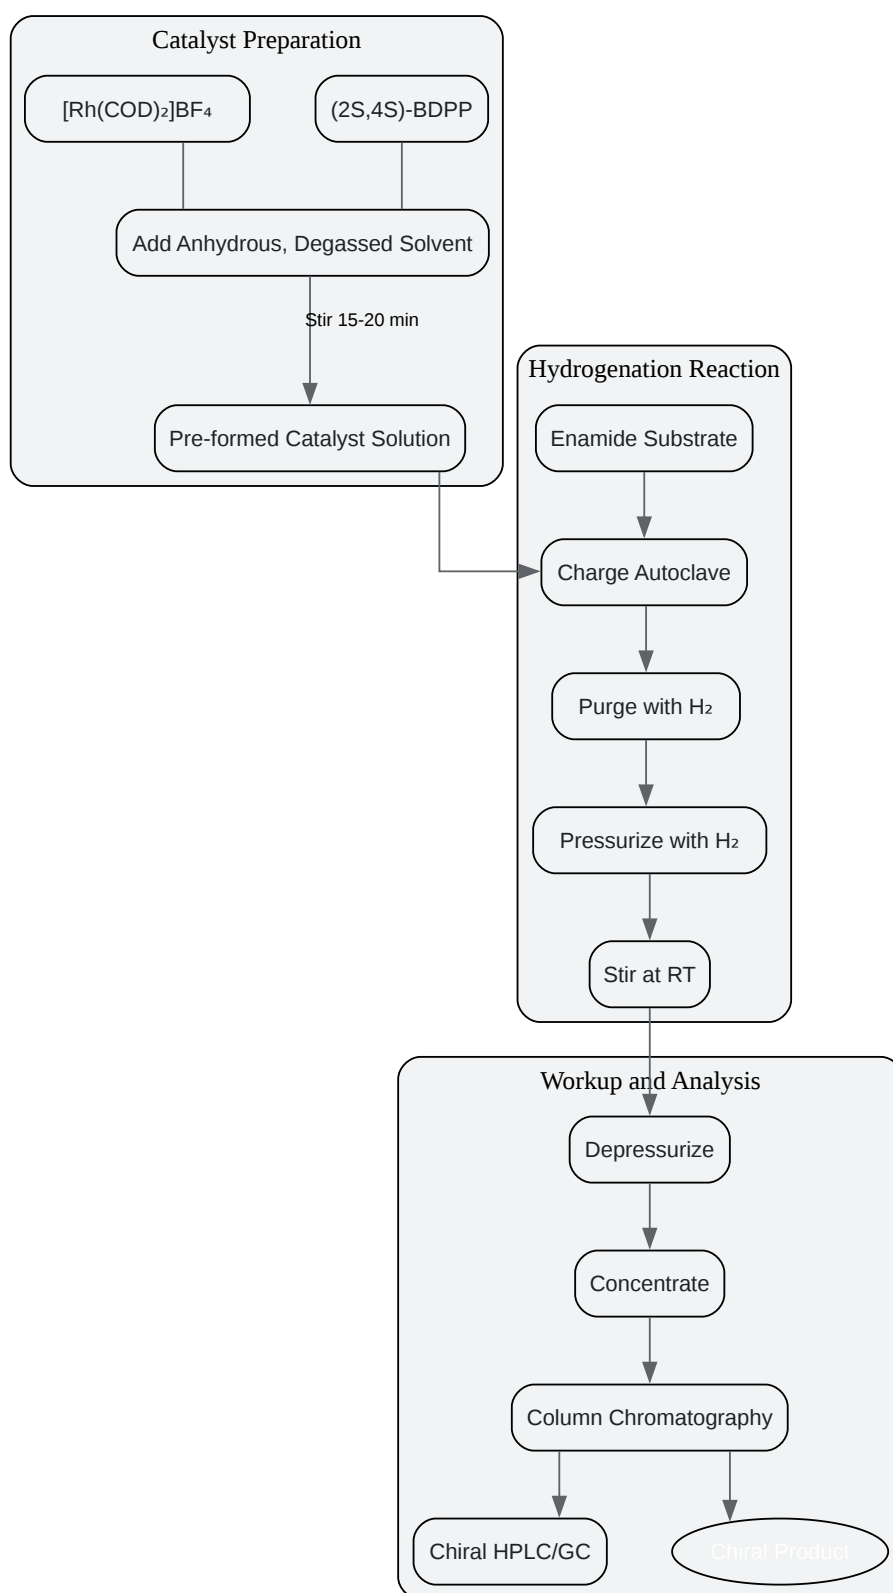 Catalyst Preparation
[Rh(COD)₂]BF₄
(2S,4S)-BDPP
Add Anhydrous, Degassed Solvent
Stir 15-20 min
Pre-formed Catalyst Solution
Hydrogenation Reaction
Enamide Substrate
Charge Autoclave
Purge with H₂
Pressurize with H₂
Stir at RT
Workup and Analysis
Depressurize
Concentrate
Column Chromatography
Chiral HPLC/GC
Chiral Product